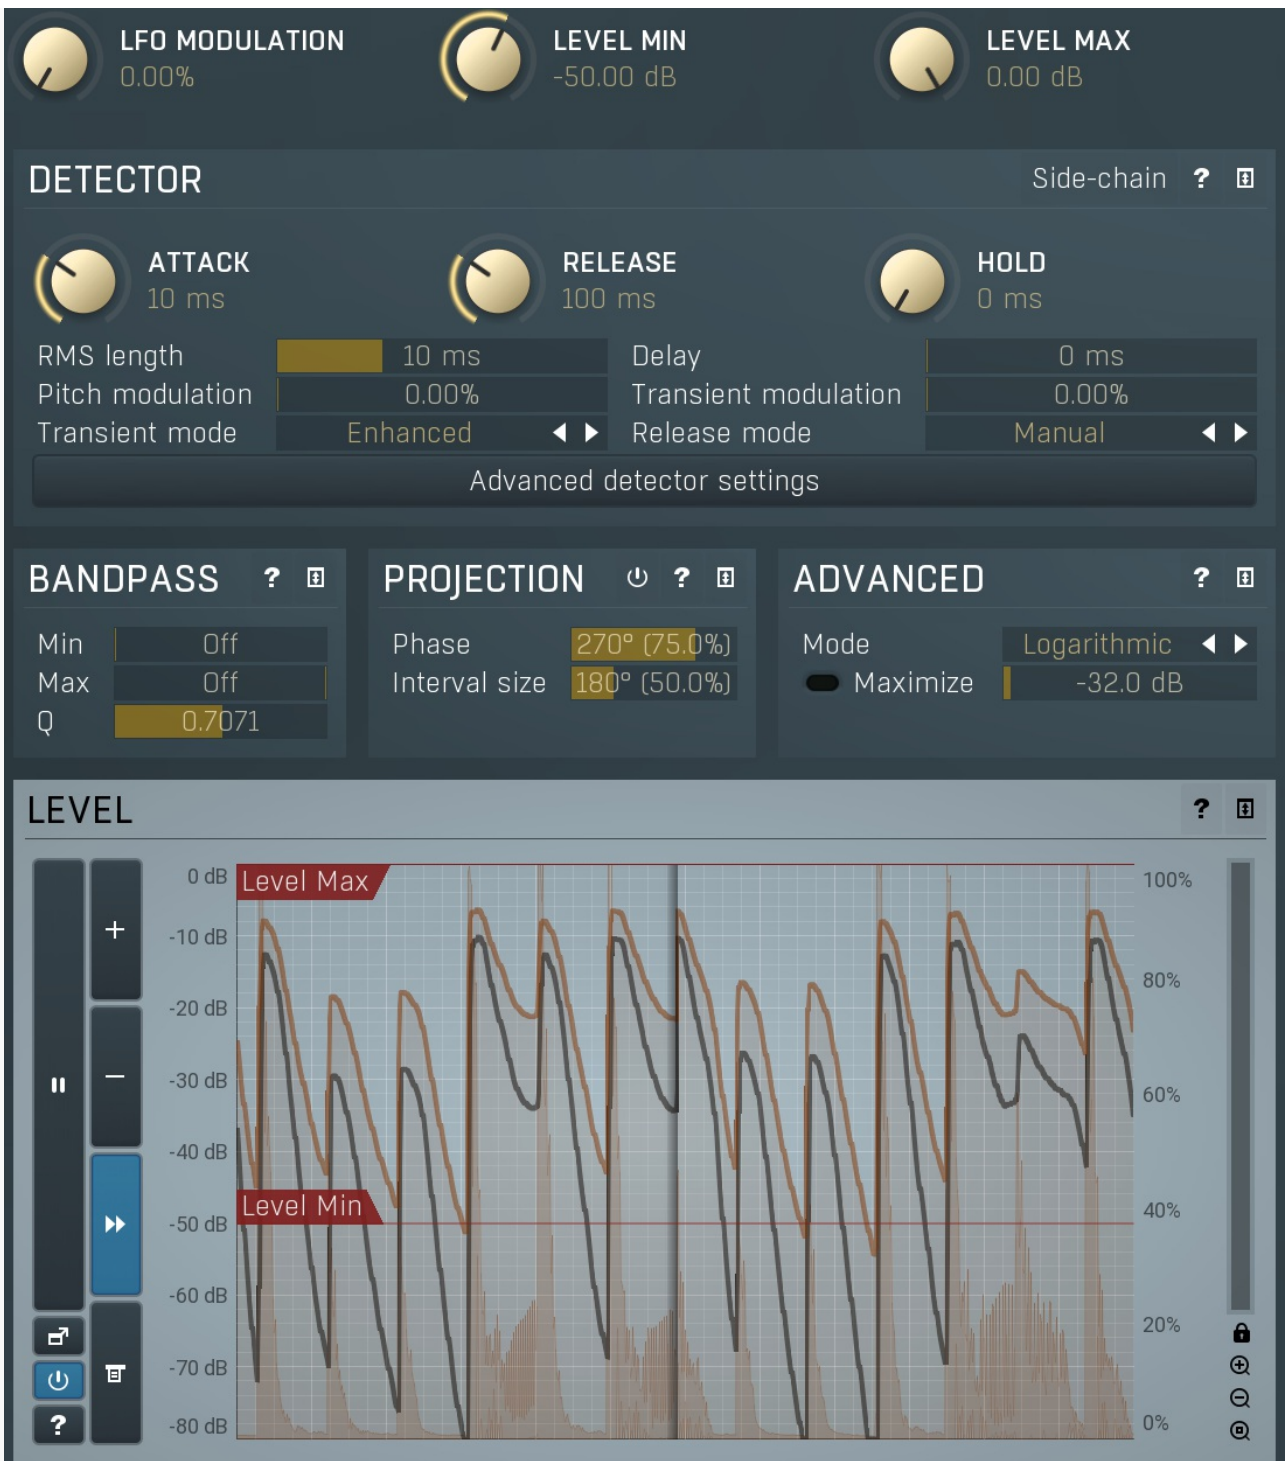 LFO MODULATION
0.00%
LEVEL MIN
-50.00 dB
LEVEL MAX
0.00 dB
DETECTOR
Side-chain ?
ATTACK
10 ms
RELEASE
100 ms
HOLD
0 ms
RMS length 10 ms
Delay 0 ms
Pitch modulation 0.00%
Transient modulation 0.00%
Transient mode Enhanced
Release mode Manual
Advanced detector settings
BANDPASS ?
Min Off
Max Off
Q 0.7071
PROJECTION ?
Phase 270° (75.0%)
Interval size 180° (50.0%)
ADVANCED ?
Mode Logarithmic
Maximize -32.0 dB
LEVEL ?
+
−
?
0 dB
-10 dB
-20 dB
-30 dB
-40 dB
-50 dB
-60 dB
-70 dB
-80 dB
Level Max
Level Min
100%
80%
60%
40%
20%
0%